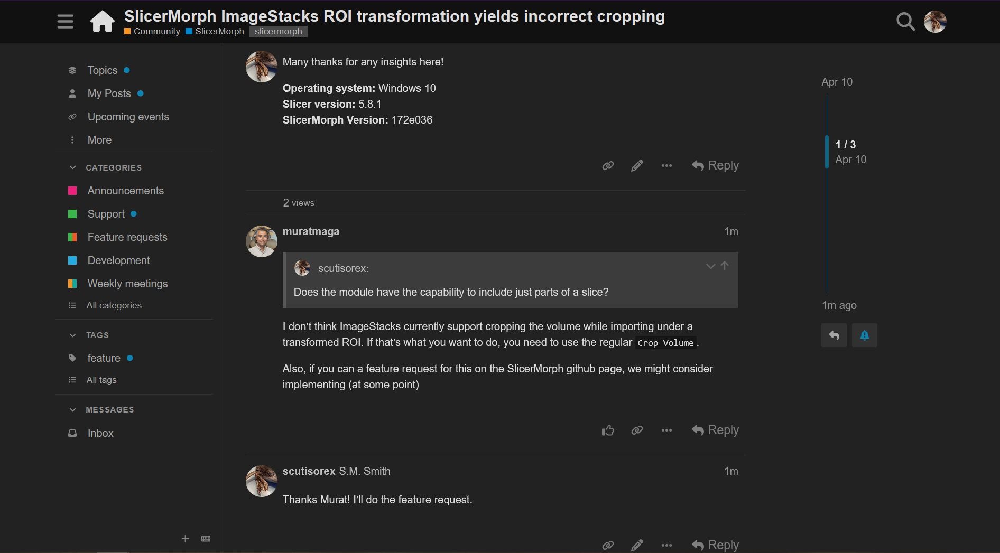 SlicerMorph ImageStacks ROI transformation yields incorrect cropping
Community SlicerMorph slicermorph
Topics
My Posts
Upcoming events
More
CATEGORIES
Announcements
Support
Feature requests
Development
Weekly meetings
All categories
TAGS
feature
All tags
MESSAGES
Inbox
Many thanks for any insights here!
Operating system: Windows 10
Slicer version: 5.8.1
SlicerMorph Version: 172e036
Reply
2 views
muratmaga 1m
scutisorex:
Does the module have the capability to include just parts of a slice?
I don’t think ImageStacks currently support cropping the volume while importing under a
transformed ROI. If that’s what you want to do, you need to use the regular Crop Volume.
Also, if you can a feature request for this on the SlicerMorph github page, we might consider
implementing (at some point)
Reply
scutisorex S.M. Smith 1m
Thanks Murat! I’ll do the feature request.
Reply
Apr 10
1 / 3
Apr 10
1m ago